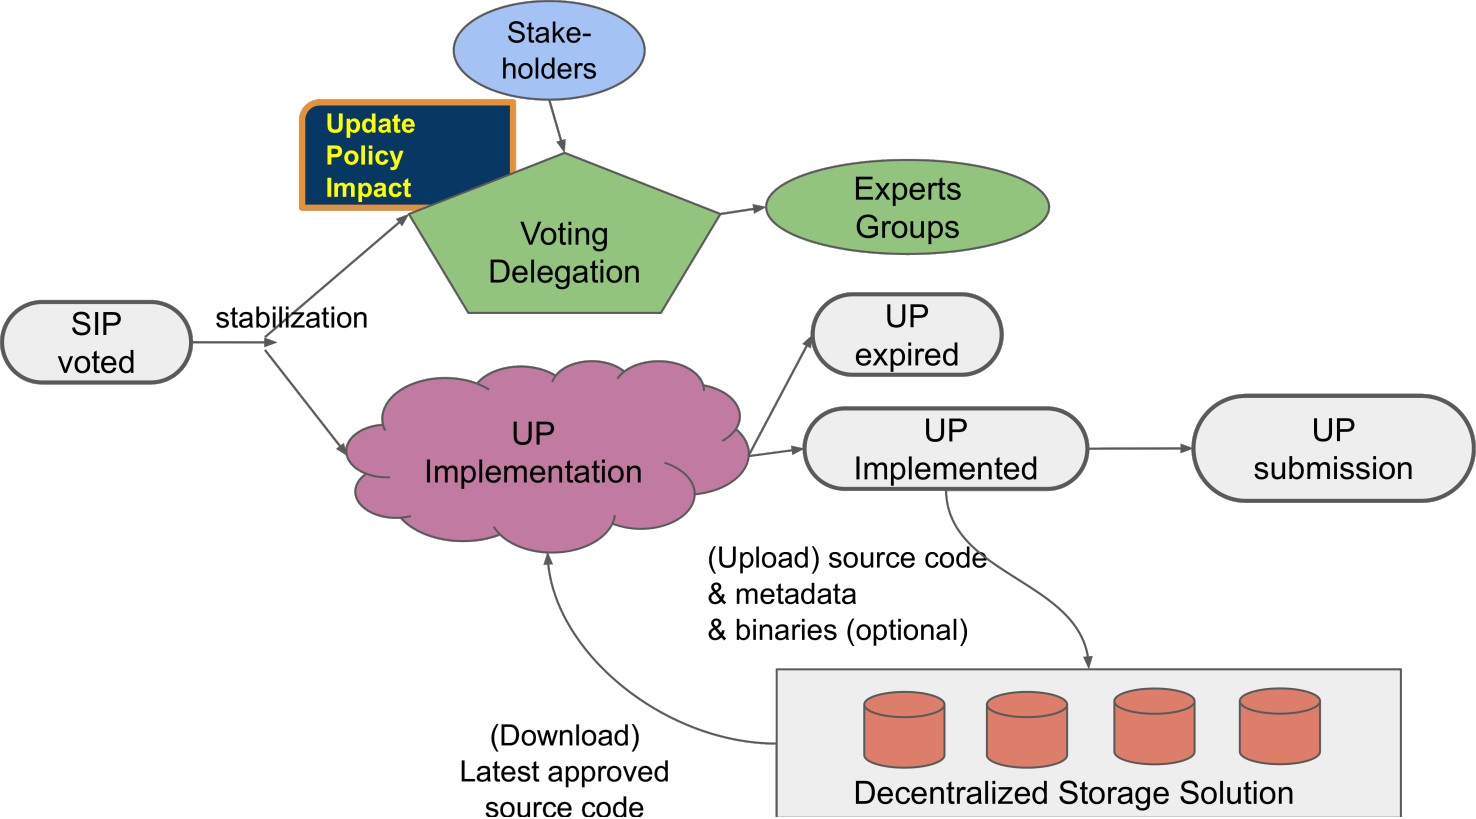 Stake-
holders
Update
Policy
Impact
Voting
Delegation
Experts
Groups
SIP
voted
stabilization
UP
expired
UP
Implementation
UP
Implemented
UP
submission
(Upload) source code
& metadata
& binaries (optional)
(Download)
Latest approved
source code
Decentralized Storage Solution